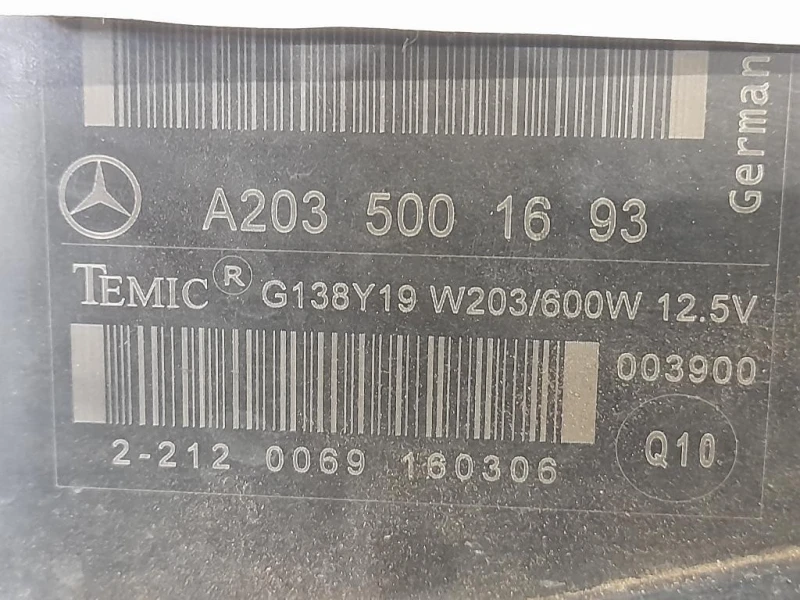 A203 500 16 93
German
TEMIC® G138Y19 W203/600W 12.5V
003900
2-212 0069 160306
Q10